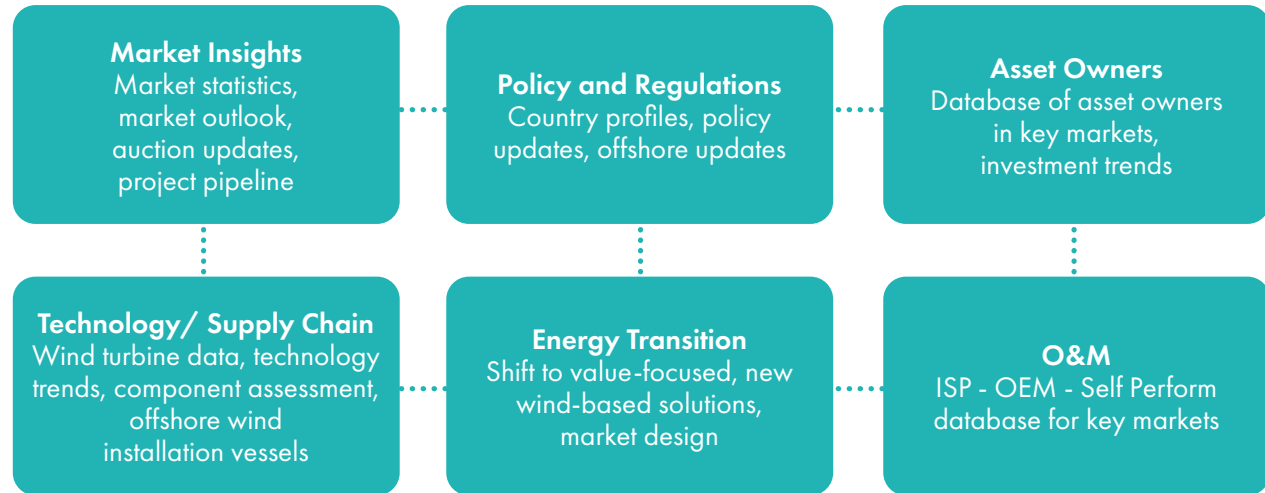 Market Insights
Market statistics,
market outlook,
auction updates,
project pipeline
Policy and Regulations
Country profiles, policy
updates, offshore updates
Asset Owners
Database of asset owners
in key markets,
investment trends
Technology/ Supply Chain
Wind turbine data, technology
trends, component assessment,
offshore wind
installation vessels
Energy Transition
Shift to value-focused, new
wind-based solutions,
market design
O&M
ISP - OEM - Self Perform
database for key markets